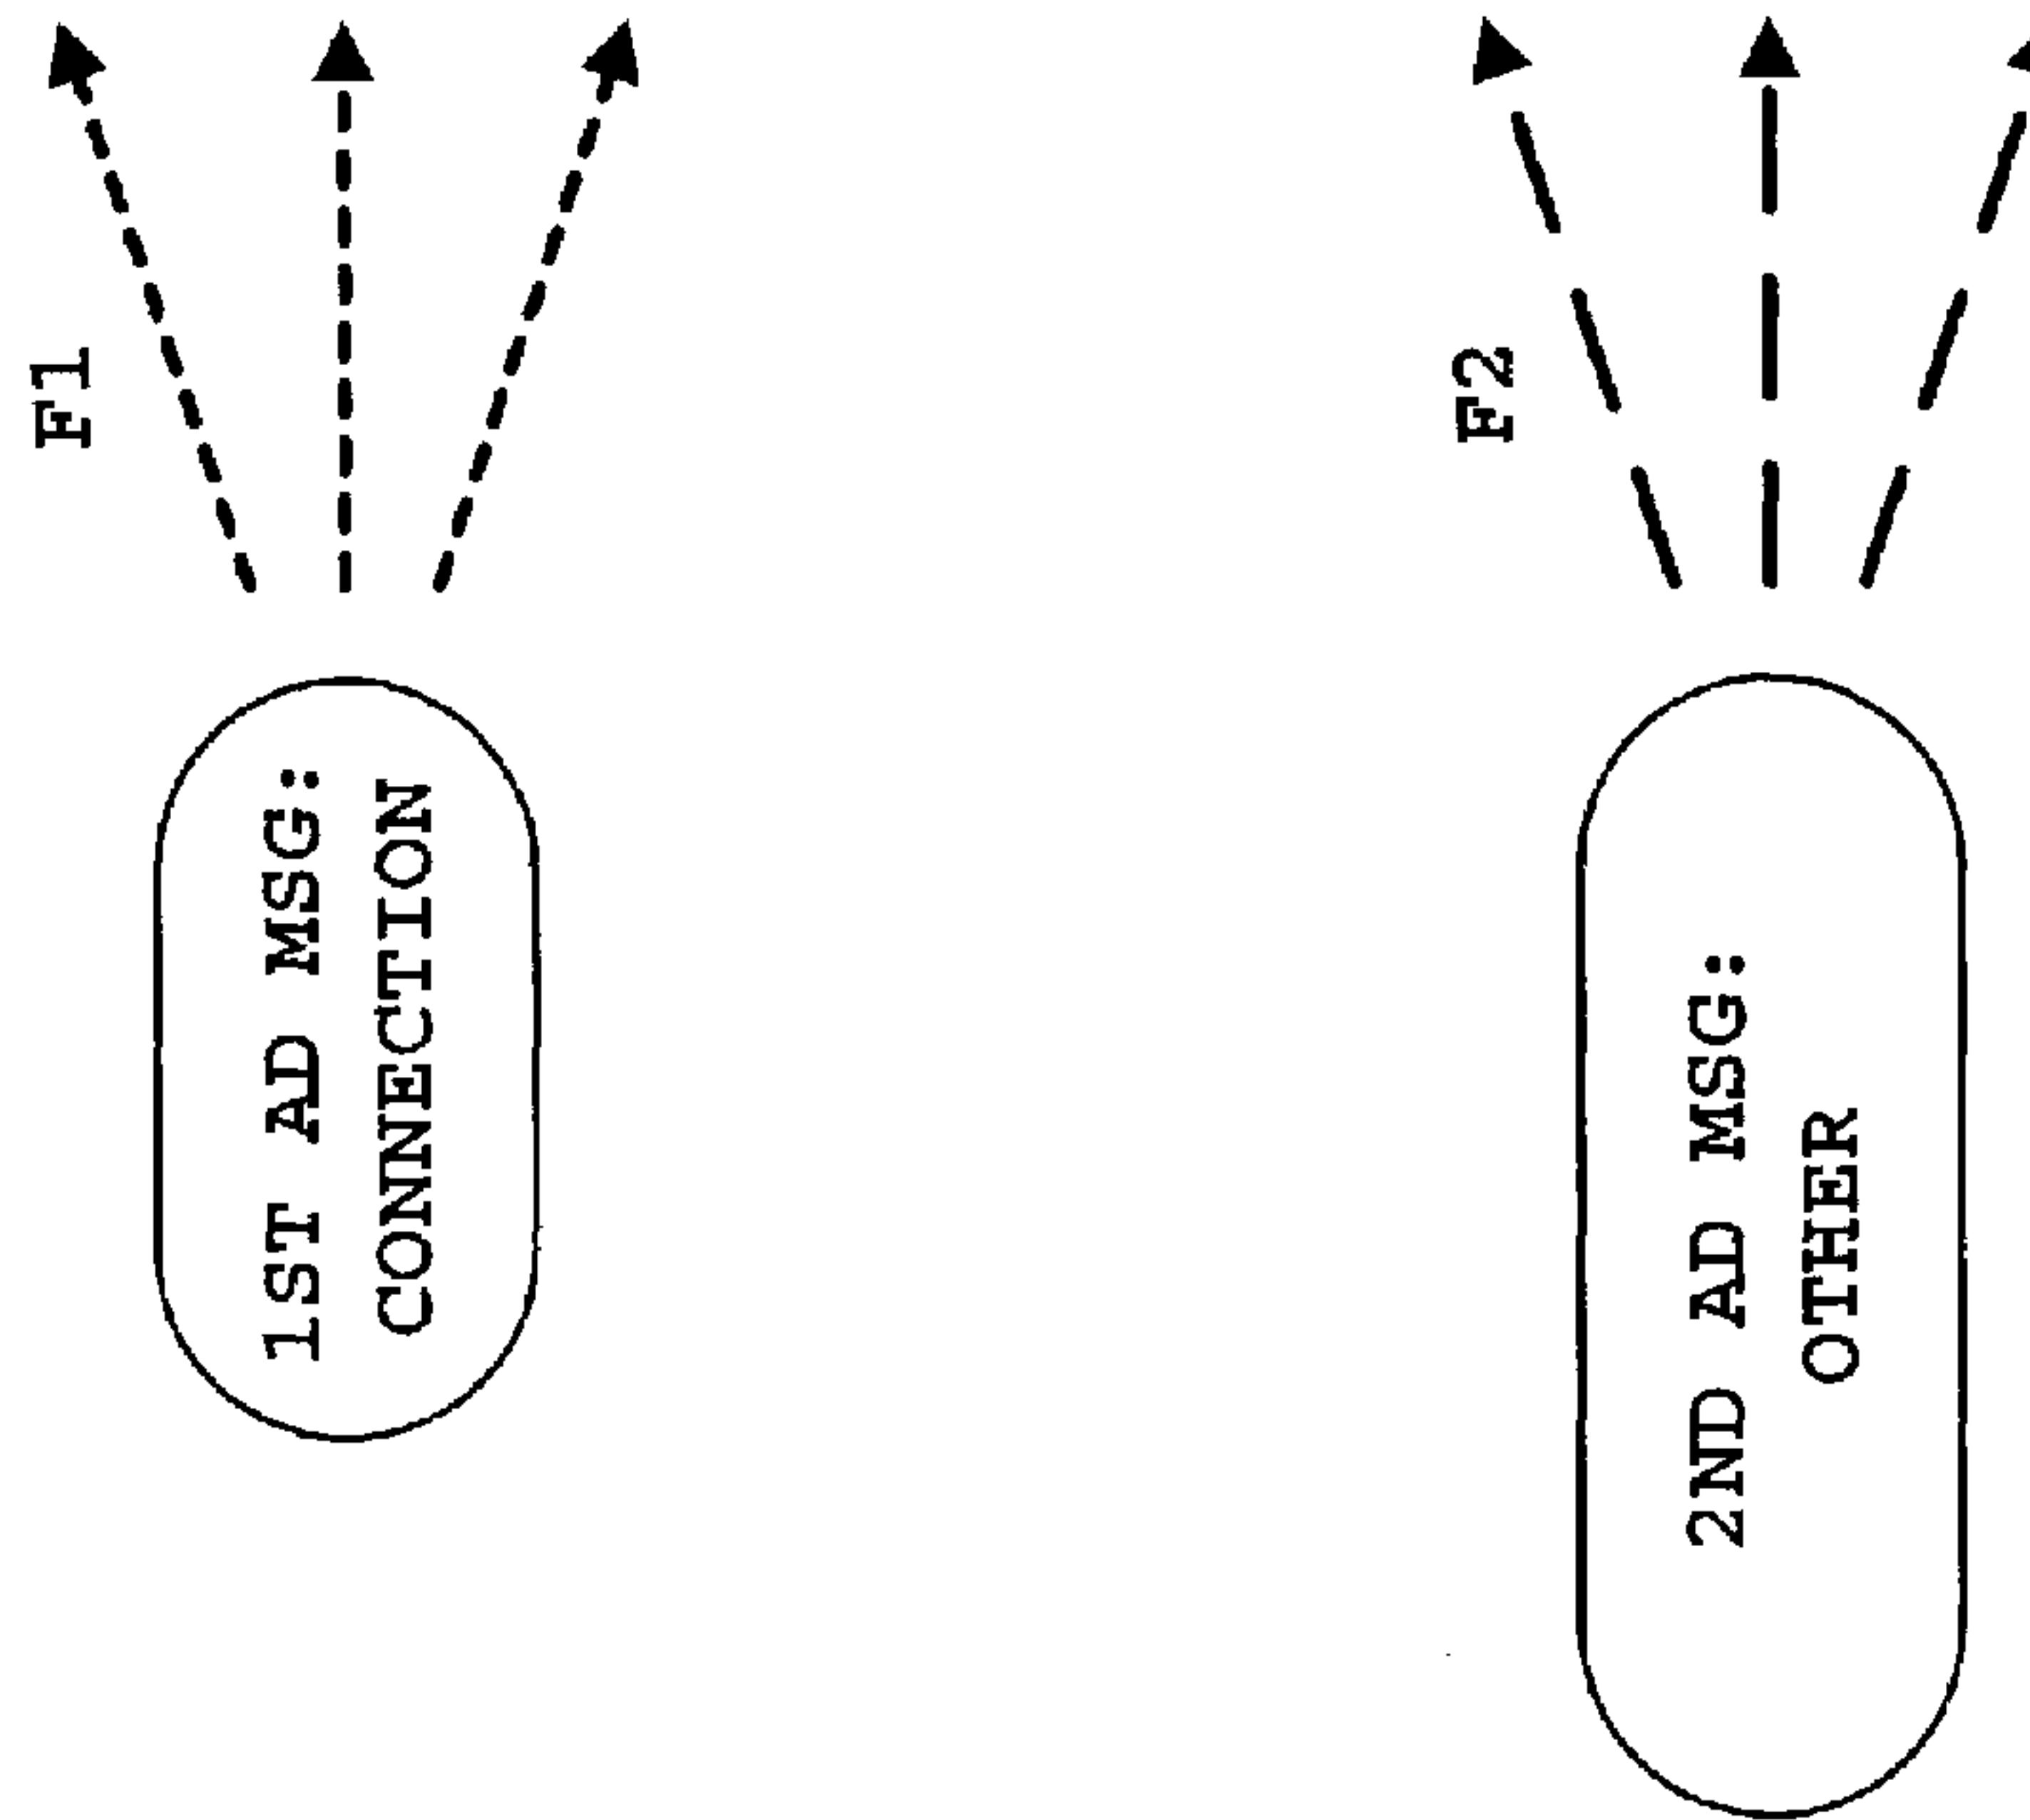 F1
1ST AD MSG:
CONNECTION
F2
2ND AD MSG:
OTHER